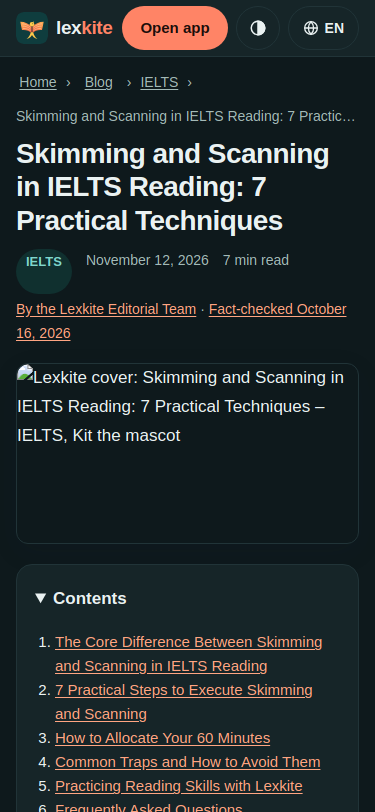 lexkite Open app EN
Home › Blog › IELTS ›
Skimming and Scanning in IELTS Reading: 7 Practic…
Skimming and Scanning
in IELTS Reading: 7
Practical Techniques
IELTS November 12, 2026 7 min read
By the Lexkite Editorial Team · Fact-checked October
16, 2026
Lexkite cover: Skimming and Scanning in
IELTS Reading: 7 Practical Techniques –
IELTS, Kit the mascot
▼ Contents
1. The Core Difference Between Skimming
and Scanning in IELTS Reading
2. 7 Practical Steps to Execute Skimming
and Scanning
3. How to Allocate Your 60 Minutes
4. Common Traps and How to Avoid Them
5. Practicing Reading Skills with Lexkite
6. Frequently Asked Questions